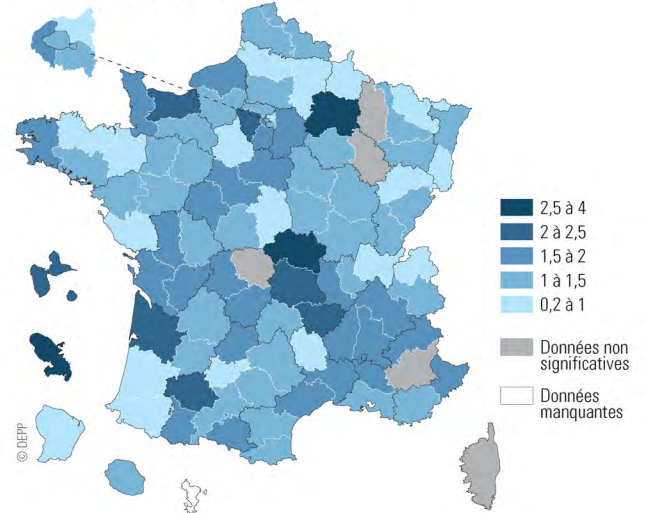 2,5 à 4
2 à 2,5
1,5 à 2
1 à 1,5
0,2 à 1
Données non
significatives
Données
manquantes
© DEPP